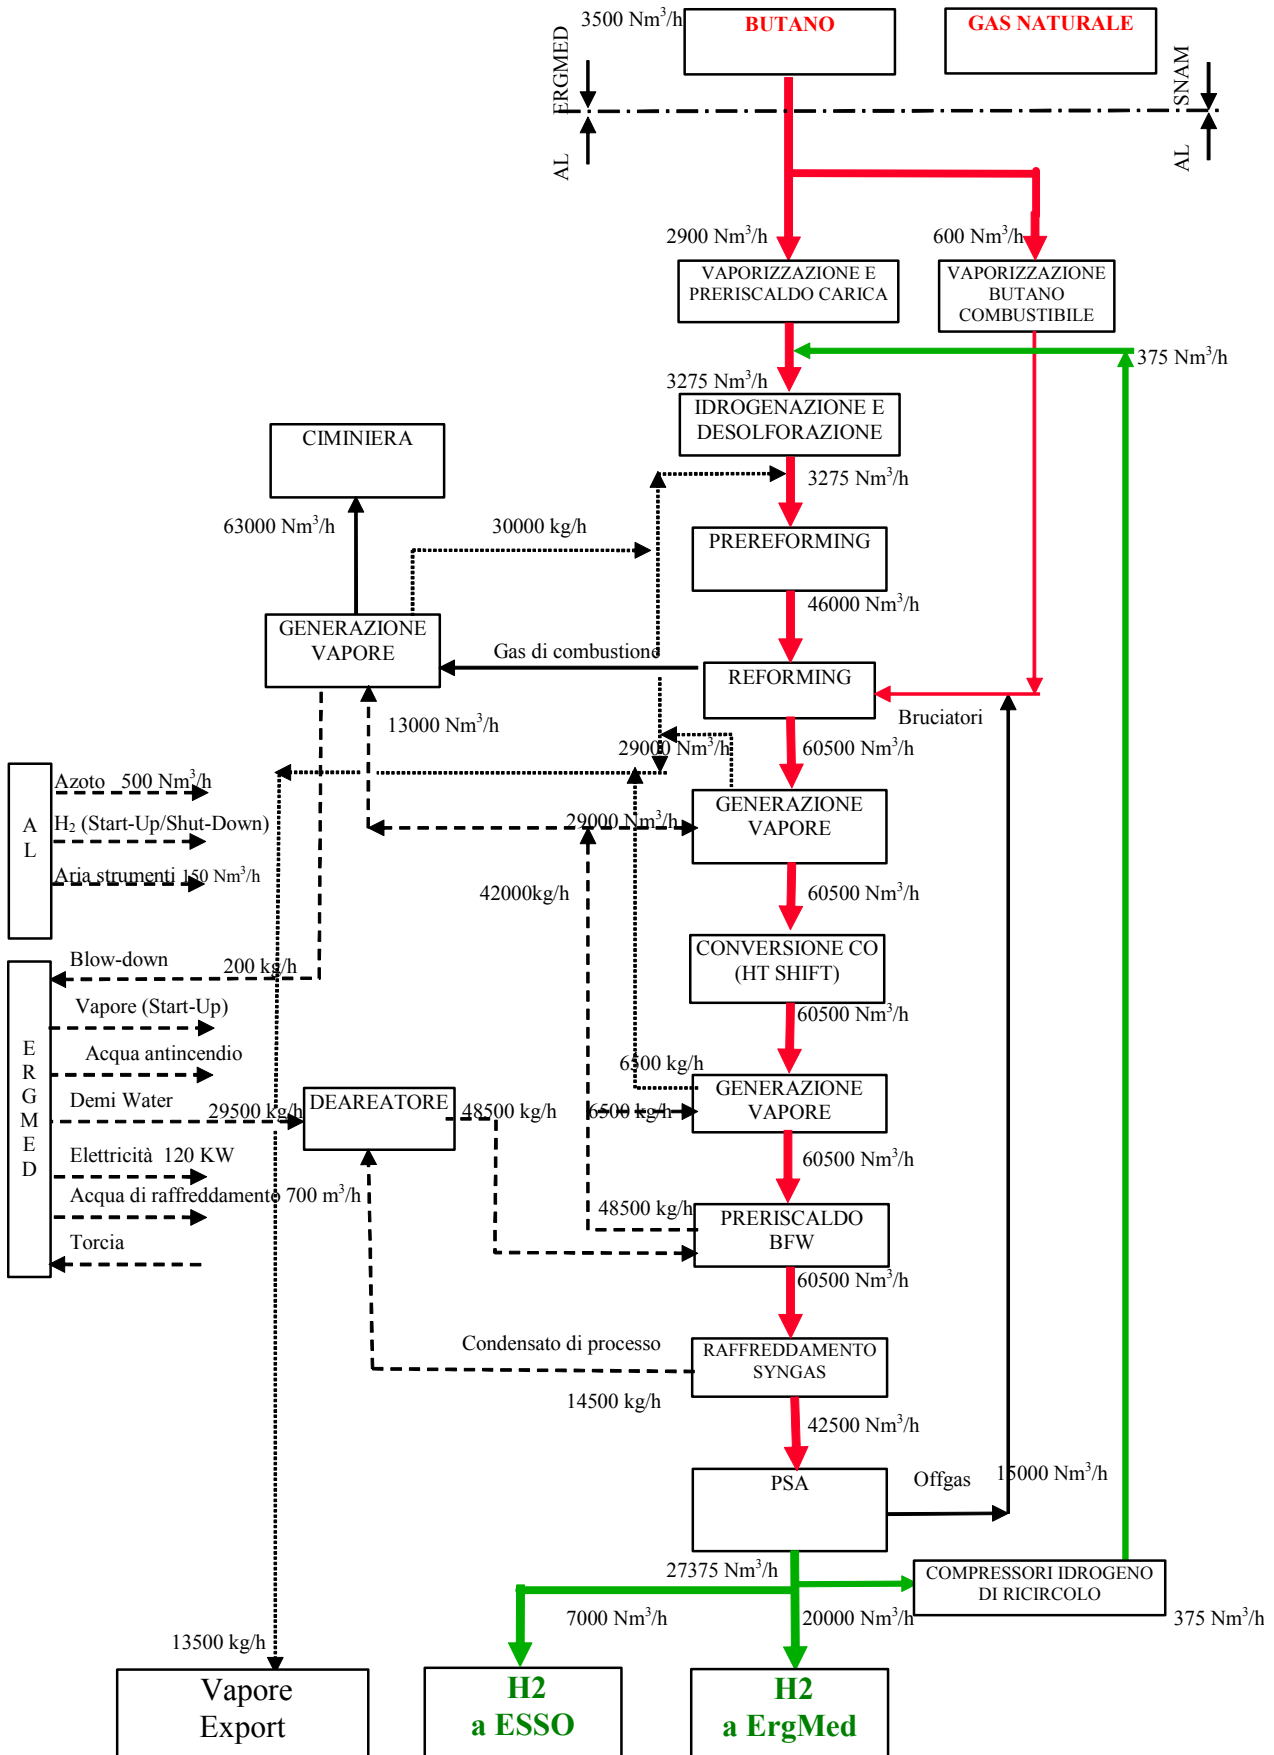 3500 Nm³/h
BUTANO
GAS NATURALE
ERGMED
SNAM
AL
AL
2900 Nm³/h
600 Nm³/h
VAPORIZZAZIONE E
PRERISCALDO CARICA
VAPORIZZAZIONE
BUTANO
COMBUSTIBILE
375 Nm³/h
3275 Nm³/h
IDROGENAZIONE E
DESOLFORAZIONE
CIMINIERA
3275 Nm³/h
63000 Nm³/h
30000 kg/h
PREREFORMING
46000 Nm³/h
GENERAZIONE
VAPORE
Gas di combustione
REFORMING
Bruciatori
13000 Nm³/h
29000 Nm³/h
60500 Nm³/h
A
L
Azoto 500 Nm³/h
H₂ (Start-Up/Shut-Down)
Aria strumenti 150 Nm³/h
GENERAZIONE
VAPORE
29000 Nm³/h
42000kg/h
60500 Nm³/h
CONVERSIONE CO
(HT SHIFT)
60500 Nm³/h
E
R
G
M
E
D
Blow-down
200 kg/h
Vapore (Start-Up)
Acqua antincendio
Demi Water
29500 kg/h
Elettricità 120 KW
Acqua di raffreddamento 700 m³/h
Torcia
DEAREATORE
48500 kg/h
6500 kg/h
6500 kg/h
GENERAZIONE
VAPORE
60500 Nm³/h
48500 kg/h
PRERISCALDO
BFW
60500 Nm³/h
Condensato di processo
14500 kg/h
RAFFREDDAMENTO
SYNGAS
42500 Nm³/h
PSA
Offgas
15000 Nm³/h
27375 Nm³/h
COMPRESSORI IDROGENO
DI RICIRCOLO
7000 Nm³/h
20000 Nm³/h
375 Nm³/h
13500 kg/h
Vapore
Export
H2
a ESSO
H2
a ErgMed